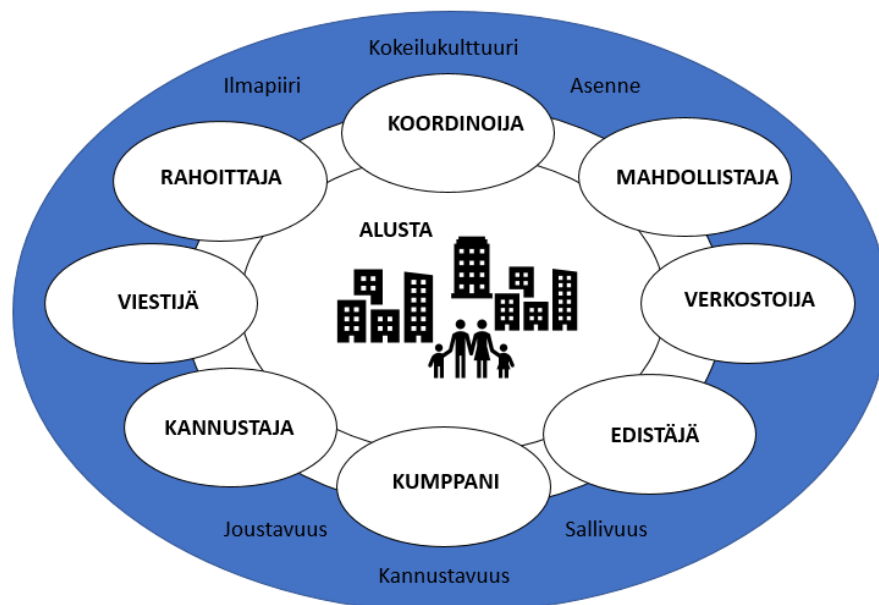 Kokeilukulttuuri
Ilmapiiri
Asenne
KOORDINOIJA
RAHOITTAJA
MAHDOLLISTAJA
ALUSTA
VIESTIJÄ
VERKOSTOIJA
KANNUSTAJA
EDISTÄJÄ
KUMPPANI
Joustavuus
Sallivuus
Kannustavuus